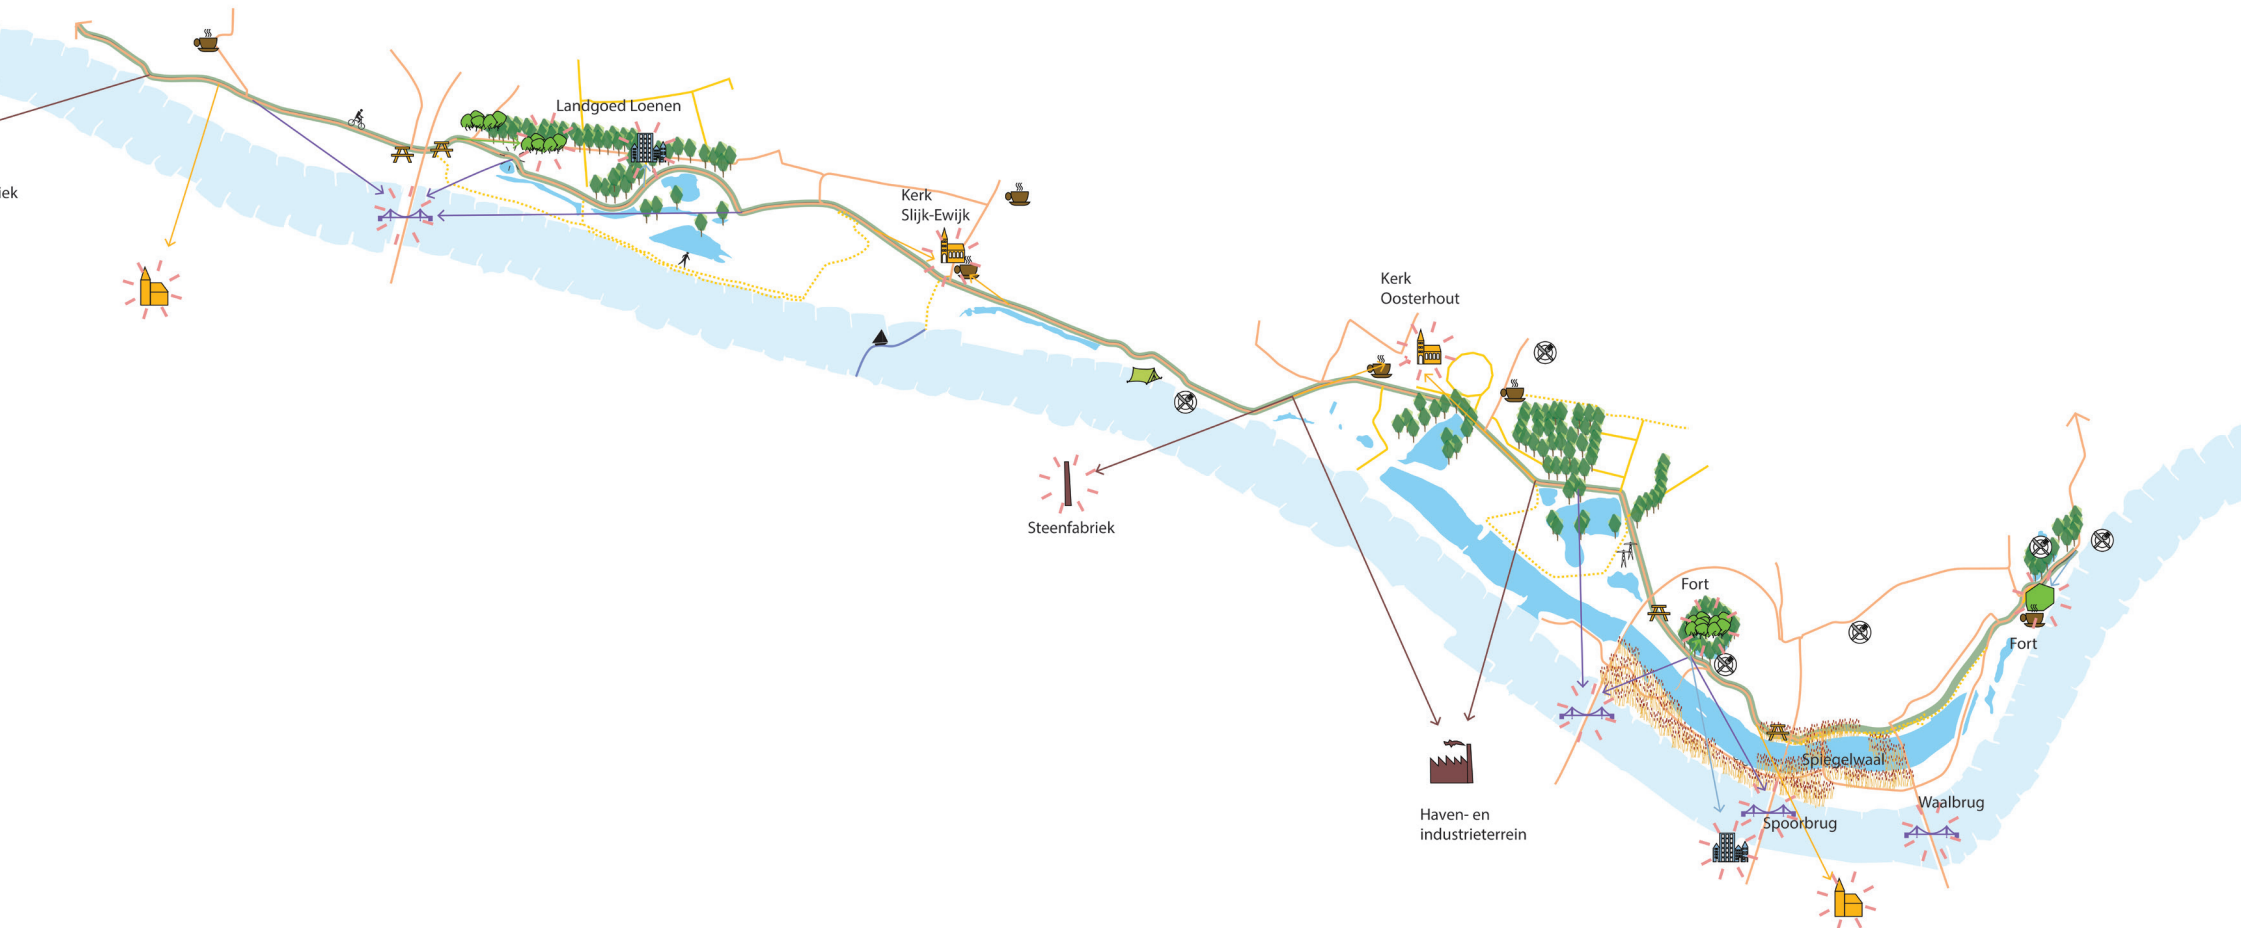 Landgoed Loenen
iek
Kerk
Slijk-Ewijk
Kerk
Oosterhout
Steenfabriek
Fort
Fort
Spiegelwaal
Waalbrug
Spoorbrug
Haven- en
industrieterrein